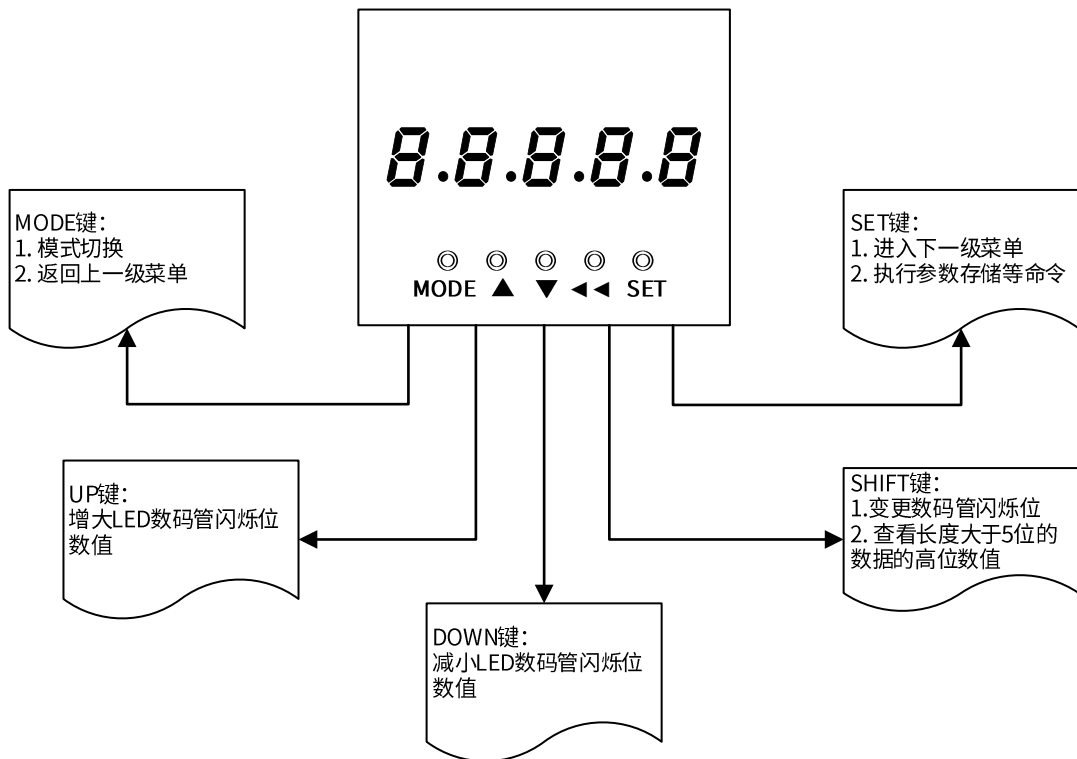 8.8.8.8.8
MODE ▲ ▼ ◀◀ SET
MODE键：
1. 模式切换
2. 返回上一级菜单
SET键：
1. 进入下一级菜单
2. 执行参数存储等命令
UP键：
增大LED数码管闪烁位
数值
SHIFT键：
1.变更数码管闪烁位
2. 查看长度大于5位的
数据的高位数值
DOWN键：
减小LED数码管闪烁位
数值